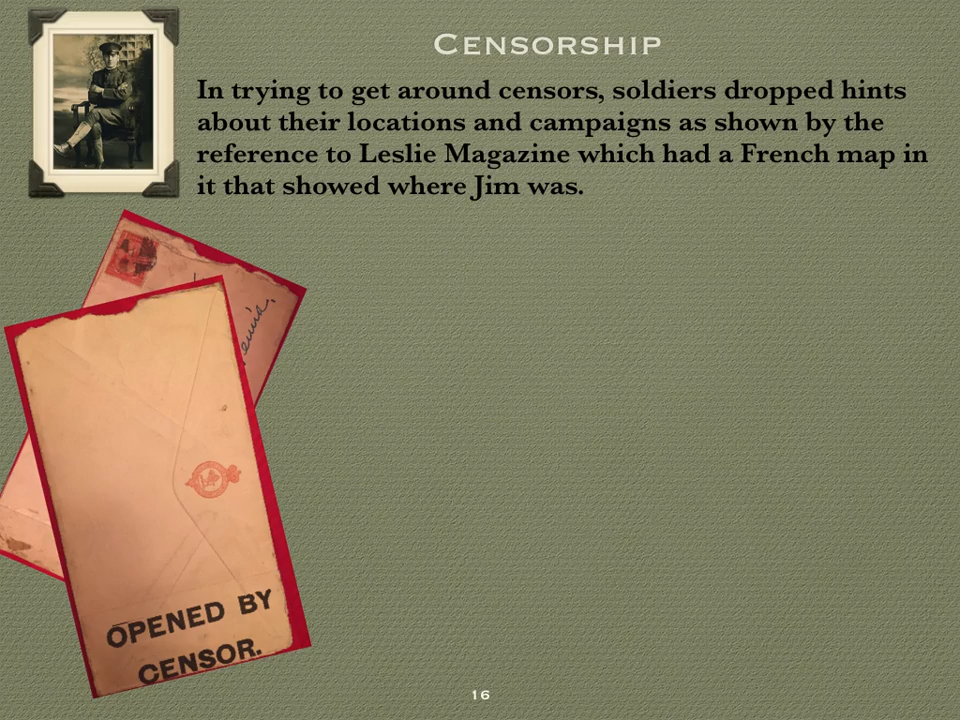 Censorship
In trying to get around censors, soldiers dropped hints
about their locations and campaigns as shown by the
reference to Leslie Magazine which had a French map in
it that showed where Jim was.
OPENED BY
CENSOR.
16